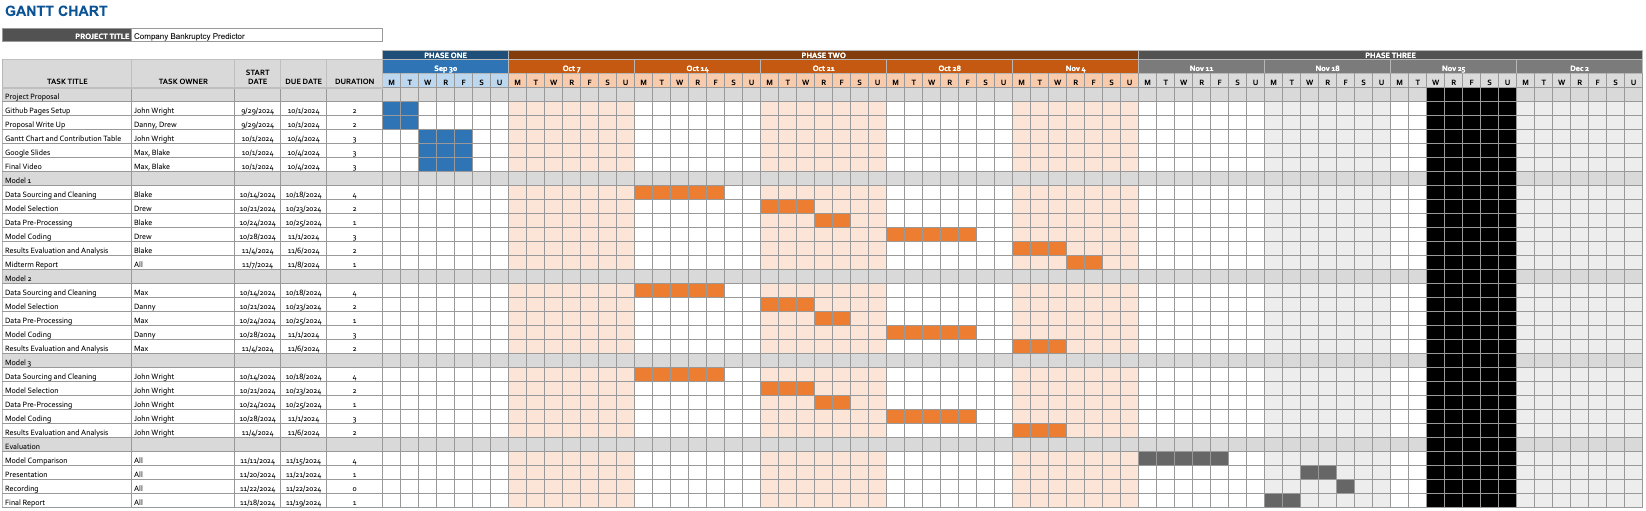 GANTT CHART
PROJECT TITLE Company Bankruptcy Predictor
PHASE ONE PHASE TWO PHASE THREE
Sep 30 Oct 7 Oct 14 Oct 21 Oct 28 Nov 4 Nov 11 Nov 18 Nov 25 Dec 2
TASK TITLE TASK OWNER START DATE DUE DATE DURATION M T W R F S U M T W R F S U M T W R F S U M T W R F S U M T W R F S U M T W R F S U M T W R F S U M T W R F S U M T W R F S U M T W R F S U
Project Proposal
Github Pages Setup John Wright 9/29/2024 10/1/2024 2
Proposal Write Up Danny, Drew 9/29/2024 10/1/2024 2
Gantt Chart and Contribution Table John Wright 10/1/2024 10/4/2024 3
Google Slides Max, Blake 10/1/2024 10/4/2024 3
Final Video Max, Blake 10/1/2024 10/4/2024 3
Model 1
Data Sourcing and Cleaning Blake 10/14/2024 10/18/2024 4
Model Selection Drew 10/21/2024 10/23/2024 2
Data Pre-Processing Blake 10/24/2024 10/25/2024 1
Model Coding Drew 10/28/2024 11/1/2024 3
Results Evaluation and Analysis Blake 11/4/2024 11/6/2024 2
Midterm Report All 11/7/2024 11/8/2024 1
Model 2
Data Sourcing and Cleaning Max 10/14/2024 10/18/2024 4
Model Selection Danny 10/21/2024 10/23/2024 2
Data Pre-Processing Max 10/24/2024 10/25/2024 1
Model Coding Danny 10/28/2024 11/1/2024 3
Results Evaluation and Analysis Max 11/4/2024 11/6/2024 2
Model 3
Data Sourcing and Cleaning John Wright 10/14/2024 10/18/2024 4
Model Selection John Wright 10/21/2024 10/23/2024 2
Data Pre-Processing John Wright 10/24/2024 10/25/2024 1
Model Coding John Wright 10/28/2024 11/1/2024 3
Results Evaluation and Analysis John Wright 11/4/2024 11/6/2024 2
Evaluation
Model Comparison All 11/11/2024 11/15/2024 4
Presentation All 11/20/2024 11/21/2024 1
Recording All 11/22/2024 11/22/2024 0
Final Report All 11/18/2024 11/19/2024 1